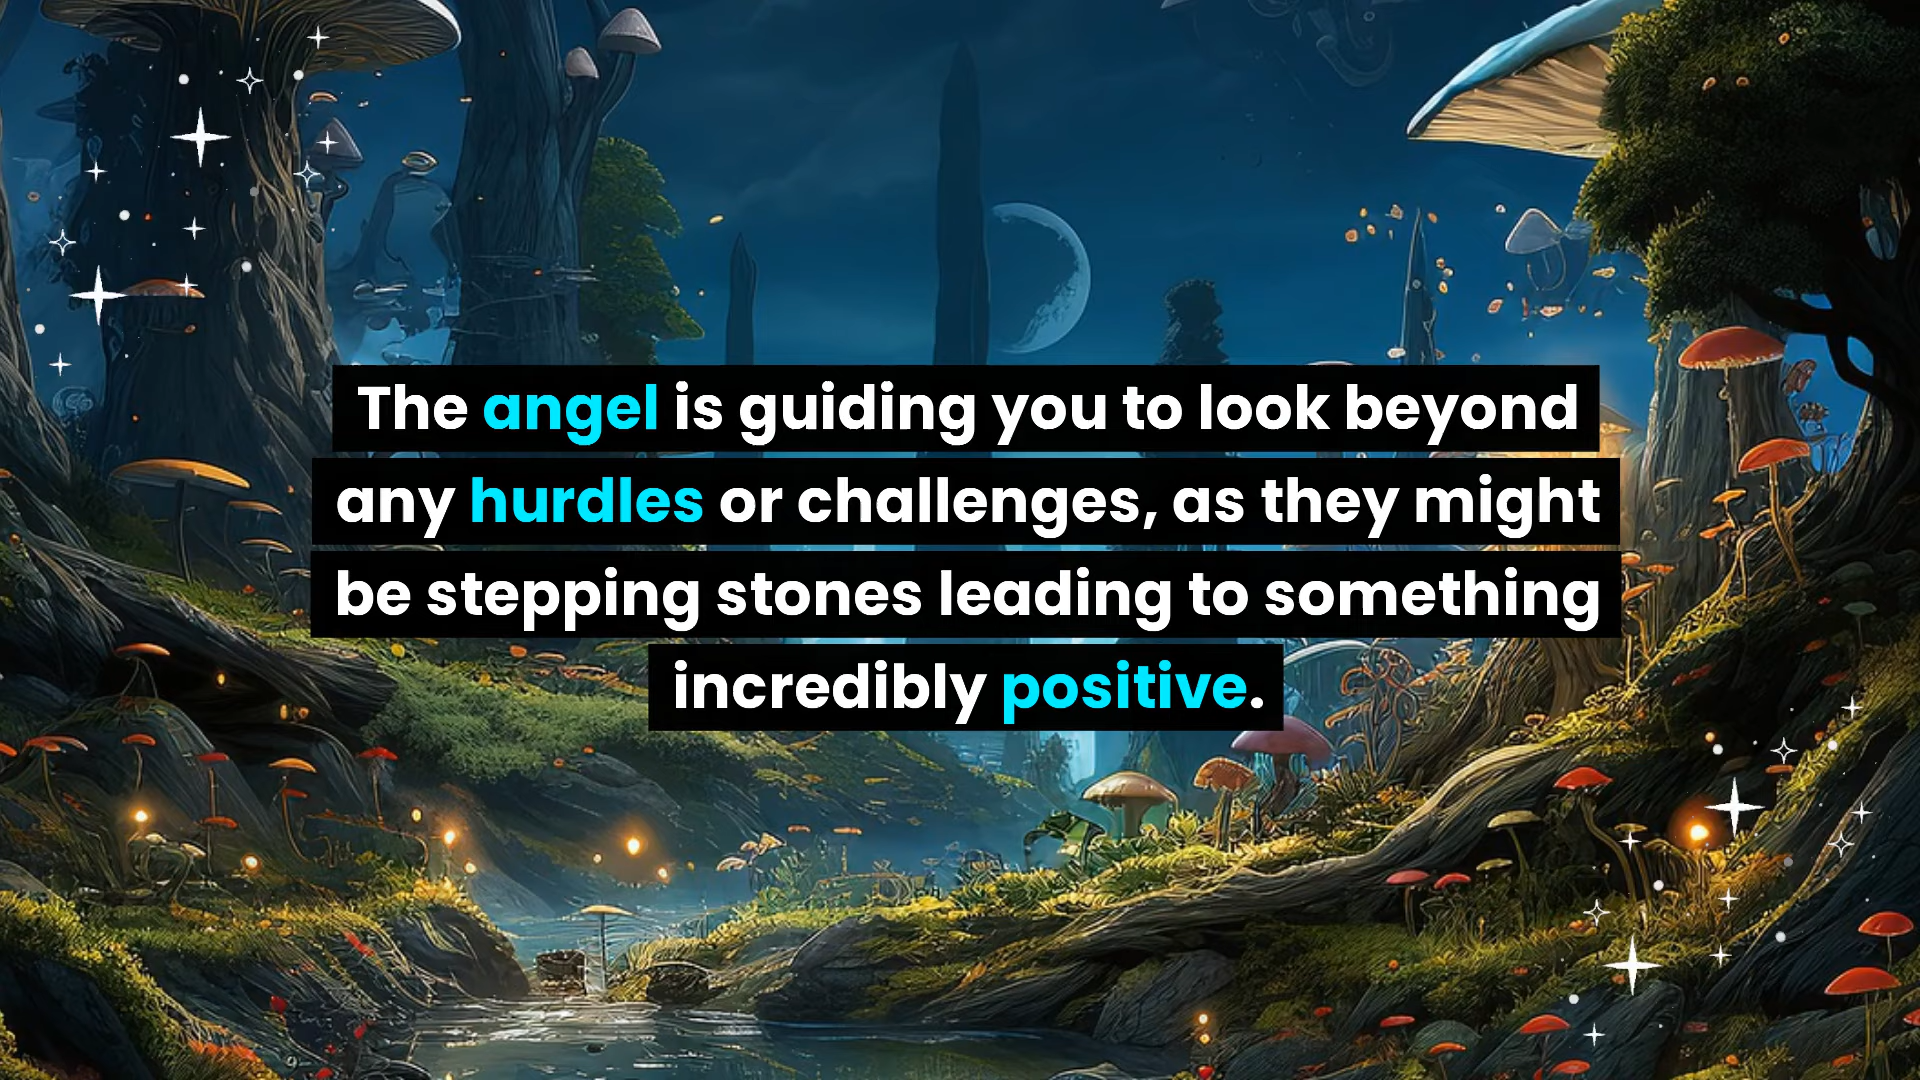 The angel is guiding you to look beyond
any hurdles or challenges, as they might
be stepping stones leading to something
incredibly positive.